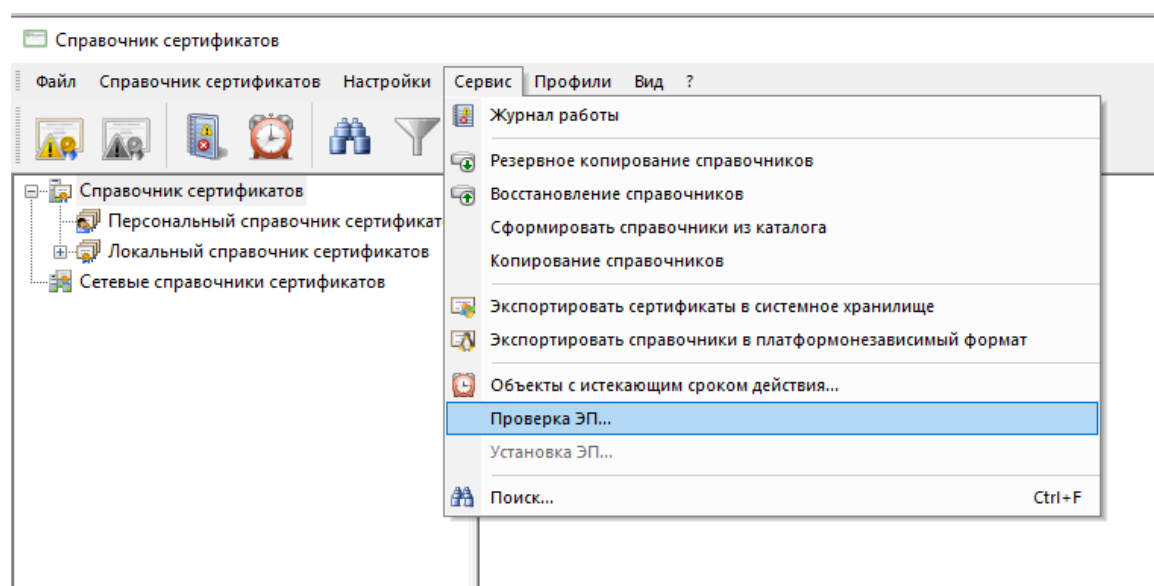 Справочник сертификатов
Файл Справочник сертификатов Настройки Сервис Профили Вид ?
Журнал работы
Резервное копирование справочников
Восстановление справочников
Сформировать справочники из каталога
Копирование справочников
Экспортировать сертификаты в системное хранилище
Экспортировать справочники в платформонезависимый формат
Объекты с истекающим сроком действия...
Проверка ЭП...
Установка ЭП...
Поиск... Ctrl+F
Справочник сертификатов
Персональный справочник сертификат
Локальный справочник сертификатов
Сетевые справочники сертификатов